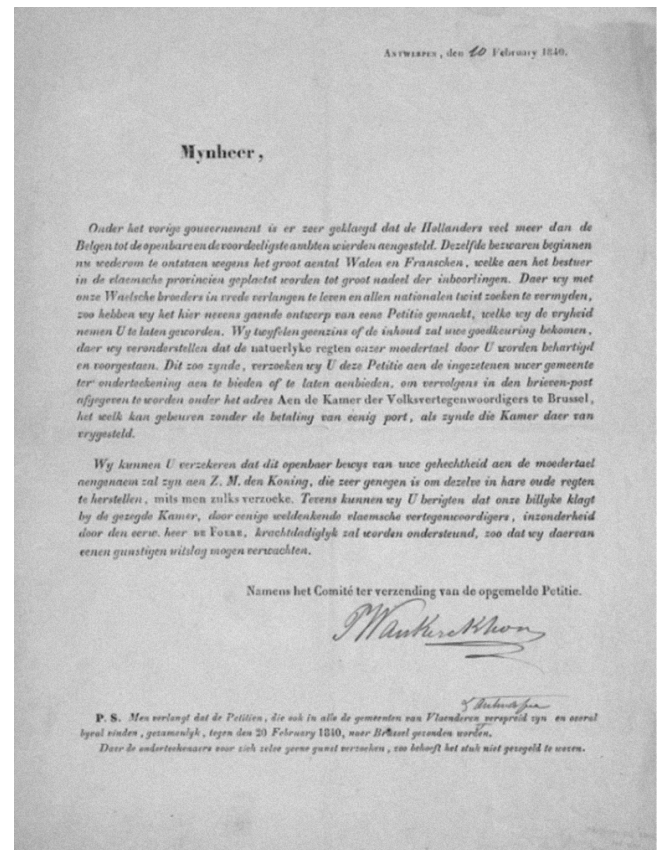 Antwerpen, den 10 February 1840.
Mynheer,
Onder het vorige gouvernement is er zeer geklaegd dat de Hollanders veel meer dan de
Belgen tot de openbare en de voordeeligste ambten wierden aengesteld. Dezelfde bezwaren beginnen
nu wederom te ontstaen wegens het groot aental Walen en Franschen, welke aen het bestuer
in de vlaemsche provincien geplaetst worden tot groot nadeel der inboorlingen. Daer wy met
onze Waelsche broeders in vrede verlangen te leven en allen nationalen twist zoeken te vermyden,
zoo hebben wy het hier nevens gaende ontwerp van eene Petitie gemaekt, welke wy de vryheid
nemen U te laten geworden. Wy twyfelen geenzins of de inhoud zal uwe goedkeuring bekomen,
daer wy veronderstellen dat de natuerlyke regten onzer moedertael door U worden behartigd
en voorgestaen. Dit zoo zynde, verzoeken wy U deze Petitie aen de ingezetenen uwer gemeente
ter onderteekening aen te bieden of te laten aenbieden, om vervolgens in den brieven-post
afgegeven te worden onder het adres Aen de Kamer der Volksvertegenwoordigers te Brussel,
het welk kan gebeuren zonder de betaling van eenig port, als zynde die Kamer daer van
vrygesteld.
Wy kunnen U verzekeren dat dit openbaer bewys van uwe gehechtheid aen de moedertael
aengenaem zal zyn aen Z. M. den Koning, die zeer genegen is om dezelve in hare oude regten
te herstellen, mits men zulks verzoeke. Tevens kunnen wy U berigten dat onze billyke klagt
by de gezegde Kamer, door eenige weldenkende vlaemsche vertegenwoordigers, inzonderheid
door den eerw. heer de Foere, krachtdadiglyk zal worden ondersteund, zoo dat wy daervan
eenen gunstigen uitslag mogen verwachten.
Namens het Comité ter verzending van de opgemelde Petitie.
P. S. Men verlangt dat de Petitien, die ook in alle de gemeenten van Vlaenderen verspreid zyn en overal
byval vinden, gezamenlyk, tegen den 20 February 1840, naer Brussel gezonden worden.
Daer de onderteekenaers voor zich zelve geene gunst verzoeken, zoo behoeft het stuk niet gezegeld te wezen.